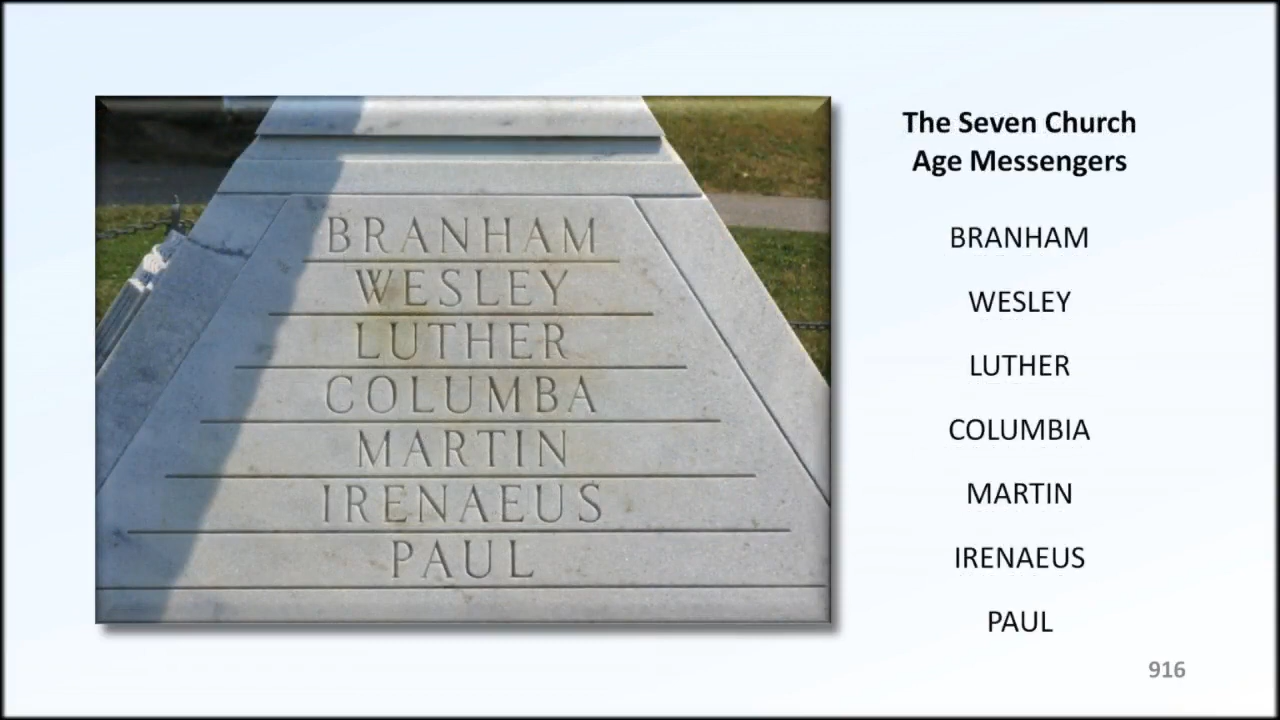 BRANHAM
WESLEY
LUTHER
COLUMBA
MARTIN
IRENAEUS
PAUL
The Seven Church
Age Messengers
BRANHAM
WESLEY
LUTHER
COLUMBIA
MARTIN
IRENAEUS
PAUL
916